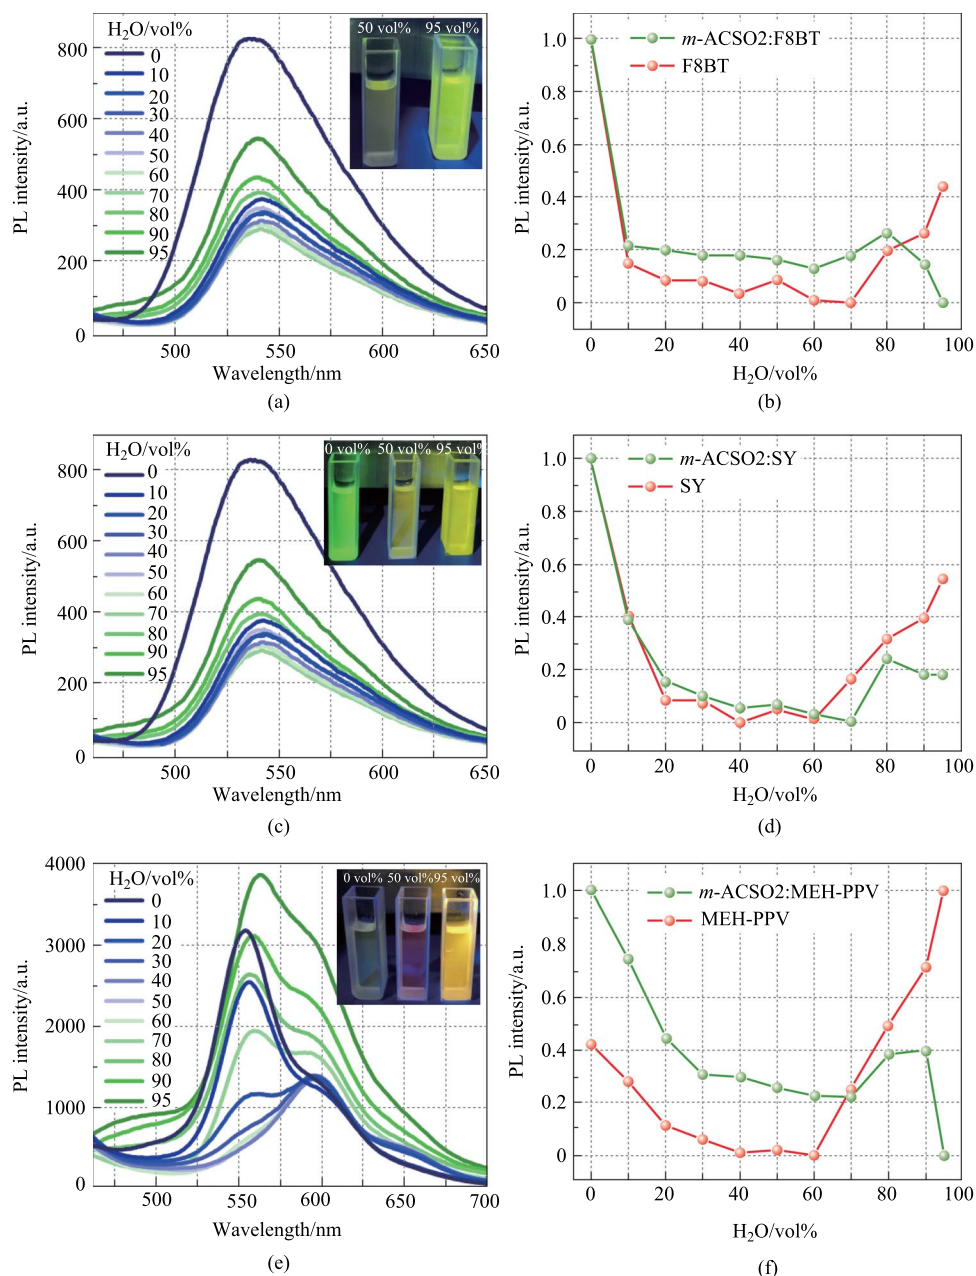 H2O/vol%
0
10
20
30
40
50
60
70
80
90
95
50 vol% 95 vol%
800
600
400
200
0
PL intensity/a.u.
500 550 600 650
Wavelength/nm
(a)
m-ACSO2:F8BT
F8BT
1.0
0.8
0.6
0.4
0.2
0
PL intensity/a.u.
0 20 40 60 80 100
H2O/vol%
(b)
H2O/vol%
0
10
20
30
40
50
60
70
80
90
95
0 vol% 50 vol% 95 vol%
800
600
400
200
0
PL intensity/a.u.
500 550 600 650
Wavelength/nm
(c)
m-ACSO2:SY
SY
1.0
0.8
0.6
0.4
0.2
0
PL intensity/a.u.
0 20 40 60 80 100
H2O/vol%
(d)
H2O/vol%
0
10
20
30
40
50
60
70
80
90
95
0 vol% 50 vol% 95 vol%
4000
3000
2000
1000
0
PL intensity/a.u.
500 550 600 650 700
Wavelength/nm
(e)
m-ACSO2:MEH-PPV
MEH-PPV
1.0
0.8
0.6
0.4
0.2
0
PL intensity/a.u.
0 20 40 60 80 100
H2O/vol%
(f)